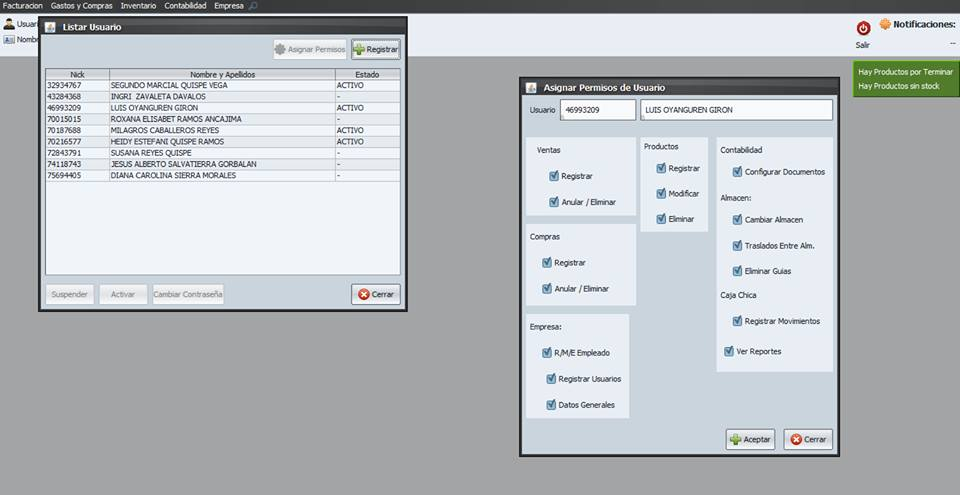 Facturacion Gastos y Compras Inventario Contabilidad Empresa
Usuari
Nombr
Salir
Notificaciones:
--
Hay Productos por Terminar
Hay Productos sin stock
Listar Usuario
Asignar Permisos Registrar
Nick Nombre y Apellidos Estado
32934767 SEGUNDO MARCIAL QUISPE VEGA ACTIVO
43284368 INGRI ZAVALETA DAVALOS -
46993209 LUIS OYANGUREN GIRON ACTIVO
70015015 ROXANA ELISABET RAMOS ANCAJIMA -
70187688 MILAGROS CABALLEROS REYES ACTIVO
70216577 HEIDY ESTEFANI QUISPE RAMOS ACTIVO
72843791 SUSANA REYES QUISPE -
74118743 JESUS ALBERTO SALVATIERRA GORBALAN -
75694405 DIANA CAROLINA SIERRA MORALES -
Suspender Activar Cambiar Contraseña Cerrar
Asignar Permisos de Usuario
Usuario 46993209 LUIS OYANGUREN GIRON
Ventas
Registrar
Anular / Eliminar
Compras
Registrar
Anular / Eliminar
Empresa:
R/M/E Empleado
Registrar Usuarios
Datos Generales
Productos
Registrar
Modificar
Eliminar
Contabilidad
Configurar Documentos
Almacen:
Cambiar Almacen
Traslados Entre Alm.
Eliminar Guias
Caja Chica
Registrar Movimientos
Ver Reportes
Aceptar Cerrar